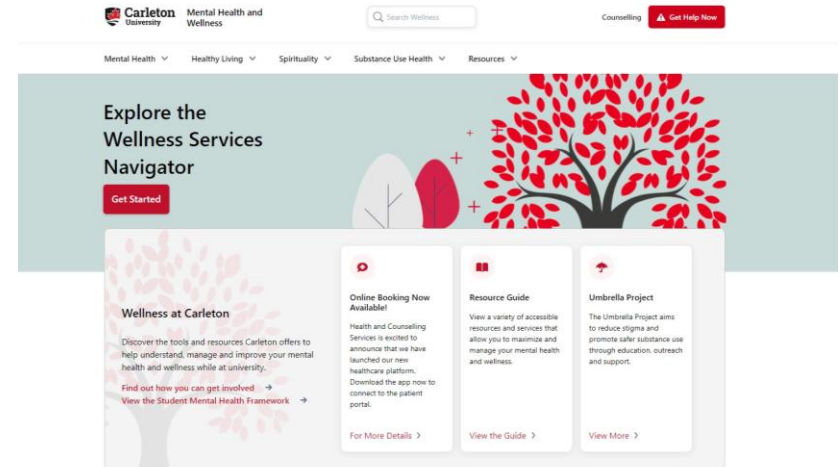 Carleton
University
Mental Health and
Wellness
Search Wellness
Counselling
Get Help Now
Mental Health
Healthy Living
Spirituality
Substance Use Health
Resources
Explore the
Wellness Services
Navigator
Get Started
Wellness at Carleton
Discover the tools and resources Carleton offers to
help understand, manage and improve your mental
health and wellness while at university.
Find out how you can get involved →
View the Student Mental Health Framework →
Online Booking Now
Available!
Health and Counselling
Services is excited to
announce that we have
launched our new
healthcare platform.
Download the app now to
connect to the patient
portal.
For More Details >
Resource Guide
View a variety of accessible
resources and services that
allow you to maximize and
manage your mental health
and wellness.
View the Guide >
Umbrella Project
The Umbrella Project aims
to reduce stigma and
promote safer substance use
through education, outreach
and support.
View More >